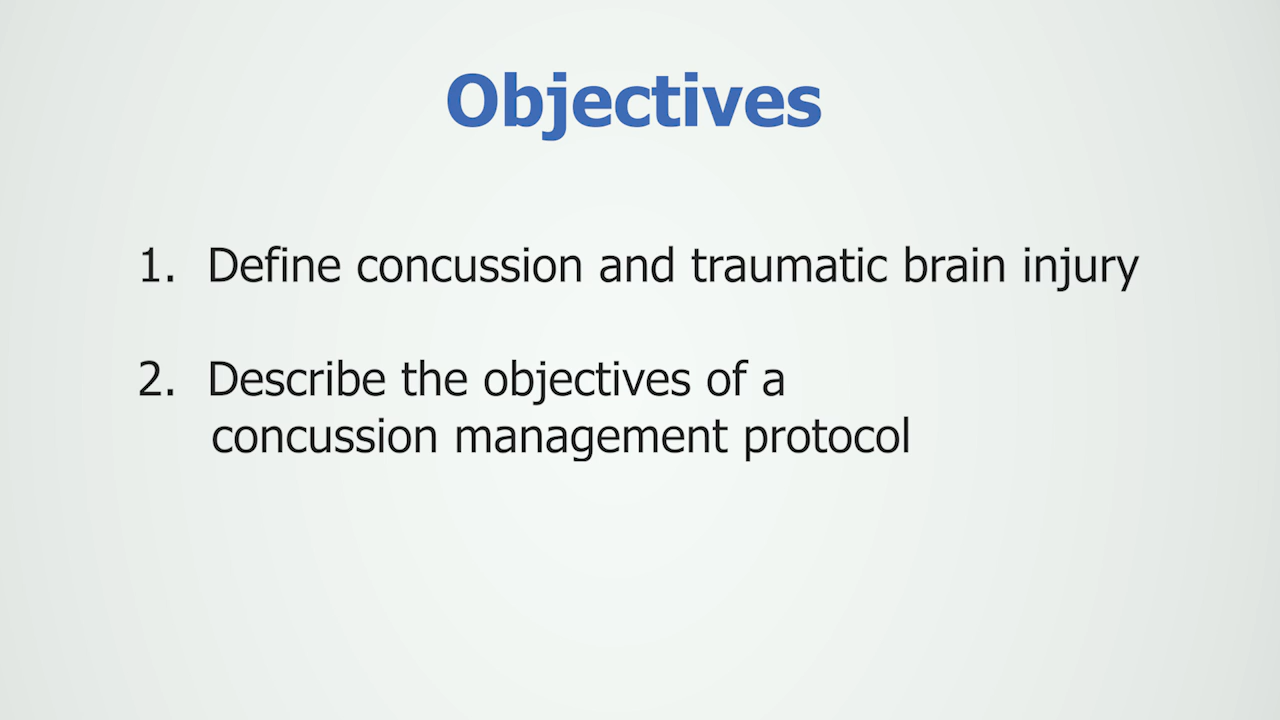 Objectives
1. Define concussion and traumatic brain injury
2. Describe the objectives of a
concussion management protocol